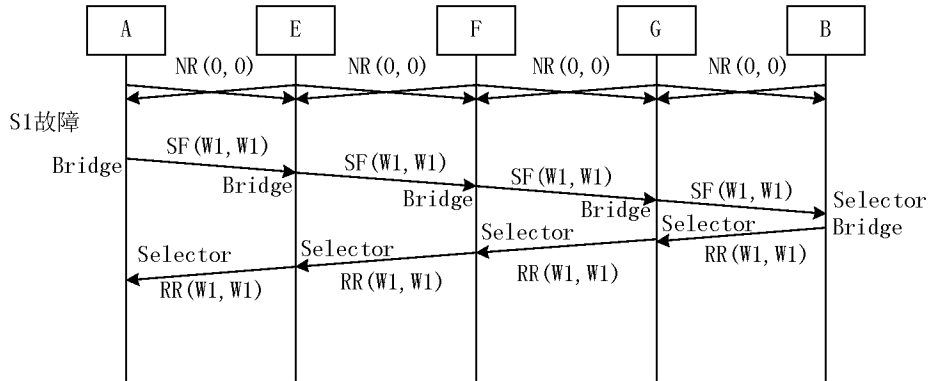 A
E
F
G
B
NR(0,0)
NR(0,0)
NR(0,0)
NR(0,0)
S1故障
SF(W1,W1)
Bridge
SF(W1,W1)
Bridge
SF(W1,W1)
Bridge
SF(W1,W1)
Bridge
Selector
Bridge
Selector
RR(W1,W1)
Selector
RR(W1,W1)
Selector
RR(W1,W1)
Selector
RR(W1,W1)